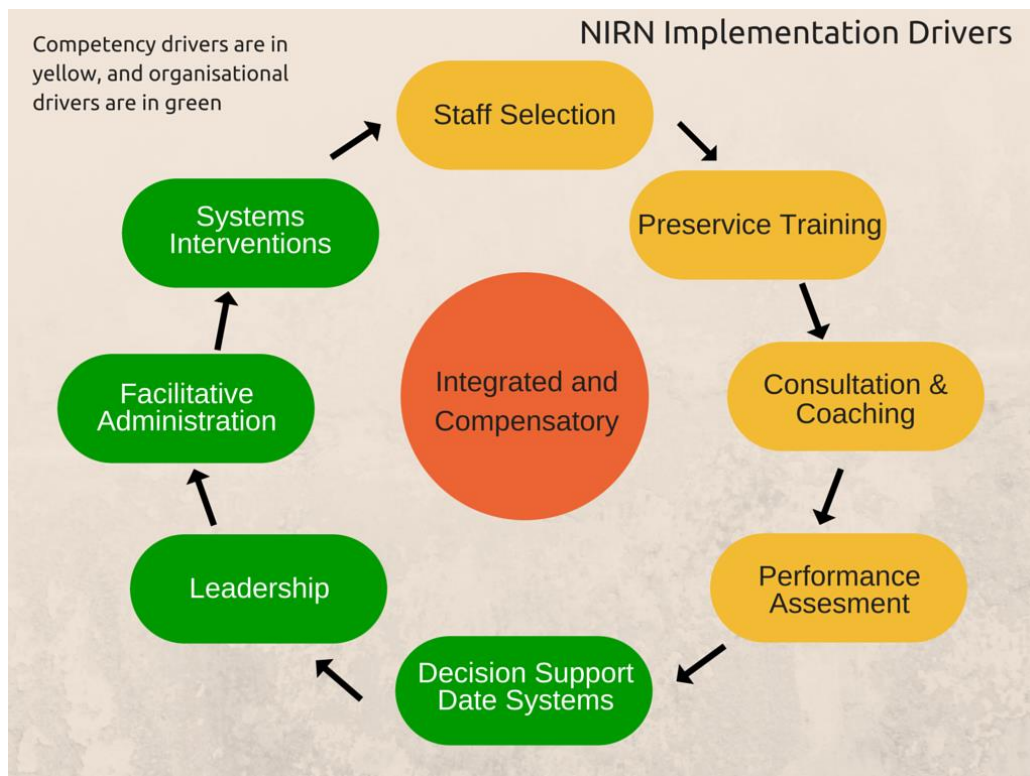 NIRN Implementation Drivers
Competency drivers are in
yellow, and organisational
drivers are in green
Staff Selection
Preservice Training
Consultation &
Coaching
Performance
Assesment
Decision Support
Date Systems
Leadership
Facilitative
Administration
Systems
Interventions
Integrated and
Compensatory